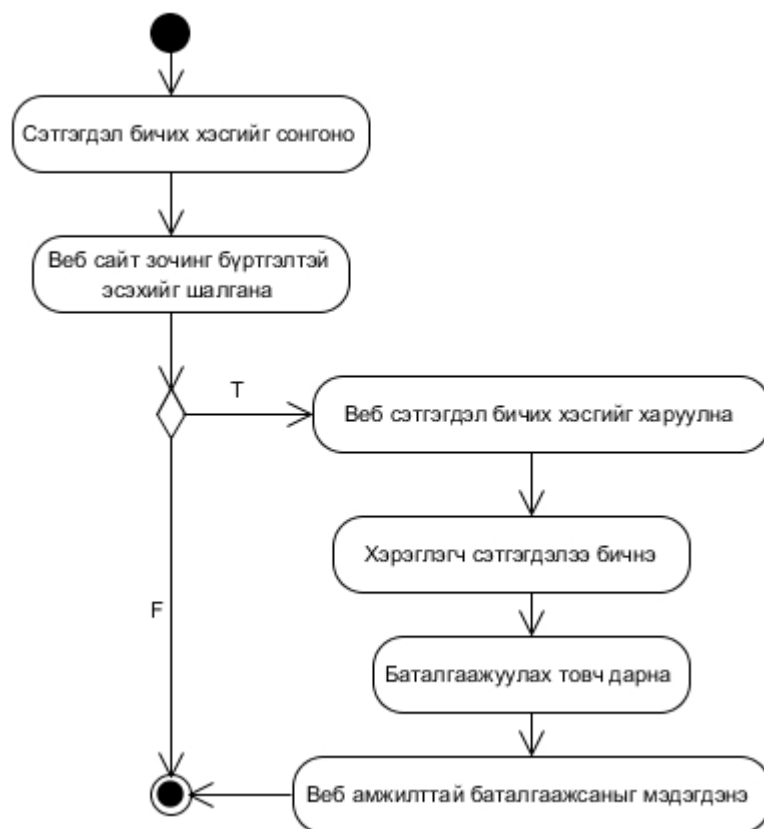 Сэтгэгдэл бичих хэсгийг сонгоно
Веб сайт зочинг бүртгэлтэй
эсэхийг шалгана
T
Веб сэтгэгдэл бичих хэсгийг харуулна
Хэрэглэгч сэтгэгдэлээ бичнэ
F
Баталгаажуулах товч дарна
Веб амжилттай баталгаажсаныг мэдэгдэнэ